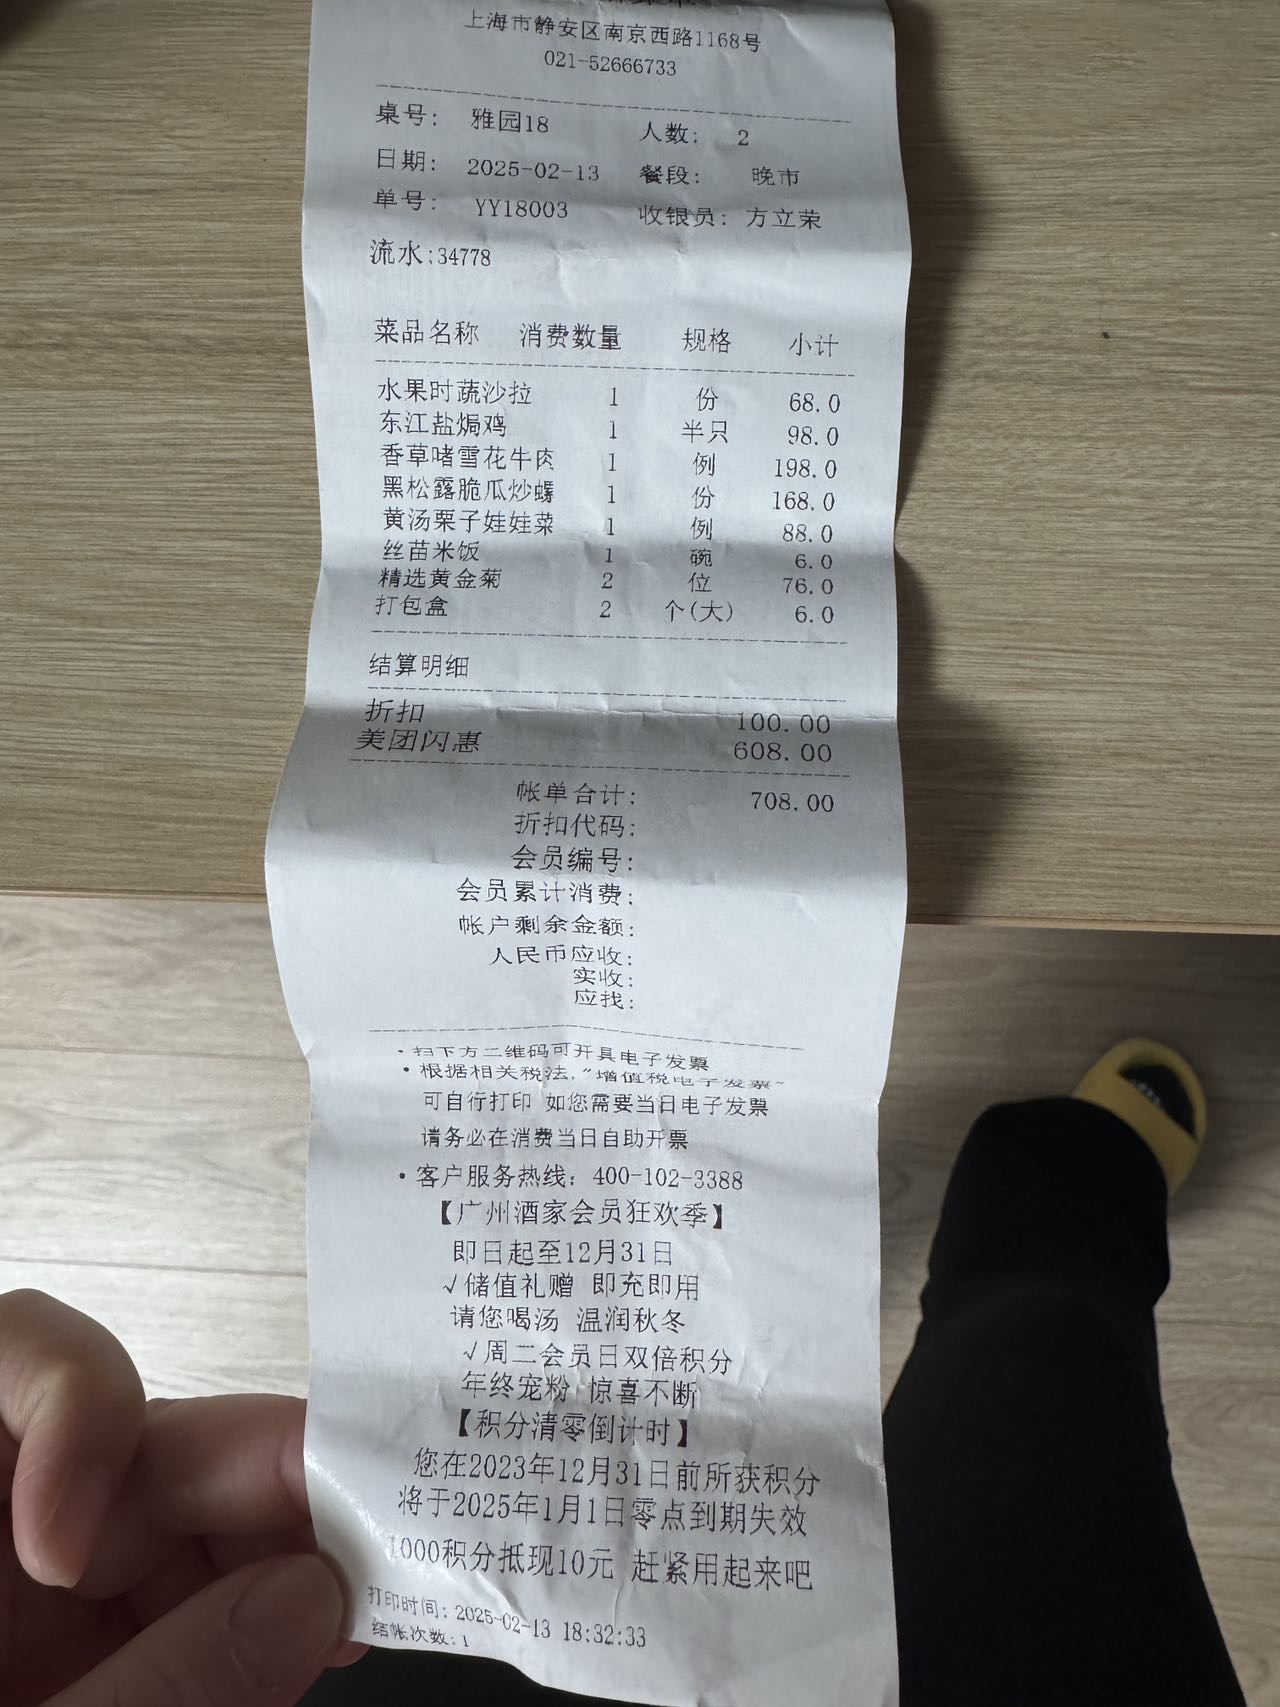 上海市静安区南京西路1168号
021-52666733
桌号: 雅园18 人数: 2
日期: 2025-02-13 餐段: 晚市
单号: YY18003 收银员: 方立荣
流水:34778
菜品名称 消费数量 规格 小计
水果时蔬沙拉 1 份 68.0
东江盐焗鸡 1 半只 98.0
香草啫雪花牛肉 1 例 198.0
黑松露脆瓜炒螺 1 份 168.0
黄汤栗子娃娃菜 1 例 88.0
丝苗米饭 1 碗 6.0
精选黄金菊 2 位 76.0
打包盒 2 个(大) 6.0
结算明细
折扣 100.00
美团闪惠 608.00
帐单合计: 708.00
折扣代码:
会员编号:
会员累计消费:
帐户剩余金额:
人民币应收:
实收:
应找:
·扫下方二维码可开具电子发票
·根据相关税法,"增值税电子发票"
可自行打印 如您需要当日电子发票
请务必在消费当日自助开票
·客户服务热线: 400-102-3388
【广州酒家会员狂欢季】
即日起至12月31日
√储值礼赠 即充即用
请您喝汤 温润秋冬
√周二会员日双倍积分
年终宠粉 惊喜不断
【积分清零倒计时】
您在2023年12月31日前所获积分
将于2025年1月1日零点到期失效
1000积分抵现10元 赶紧用起来吧
打印时间: 2025-02-13 18:32:33
结帐次数:1